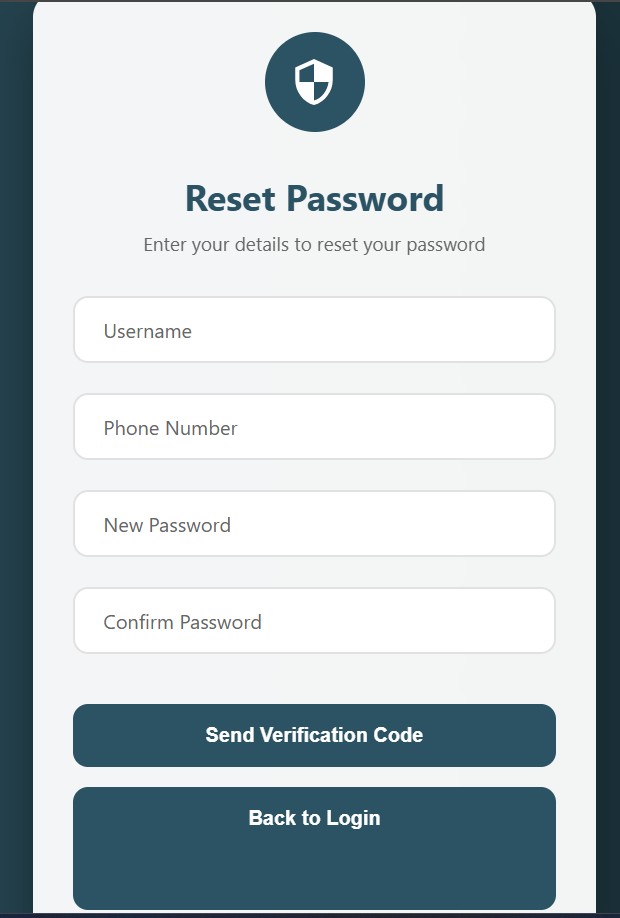 Reset Password
Enter your details to reset your password
Username
Phone Number
New Password
Confirm Password
Send Verification Code
Back to Login